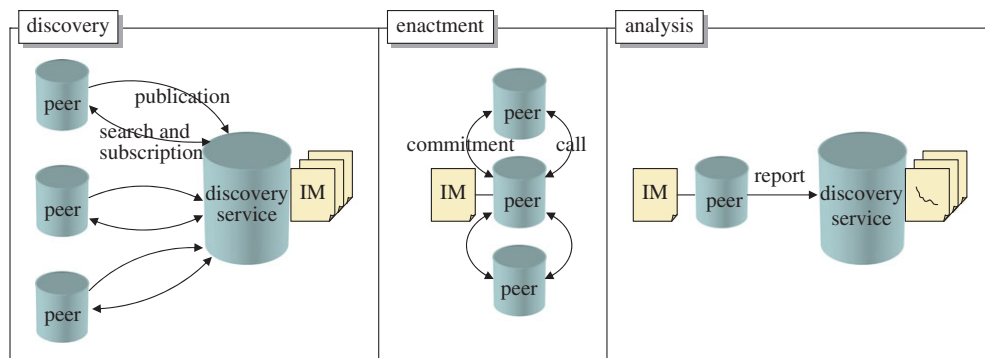 discovery
enactment
analysis
peer
publication
search and
subscription
peer
discovery
service
IM
peer
peer
commitment
call
IM
peer
peer
IM
peer
report
discovery
service